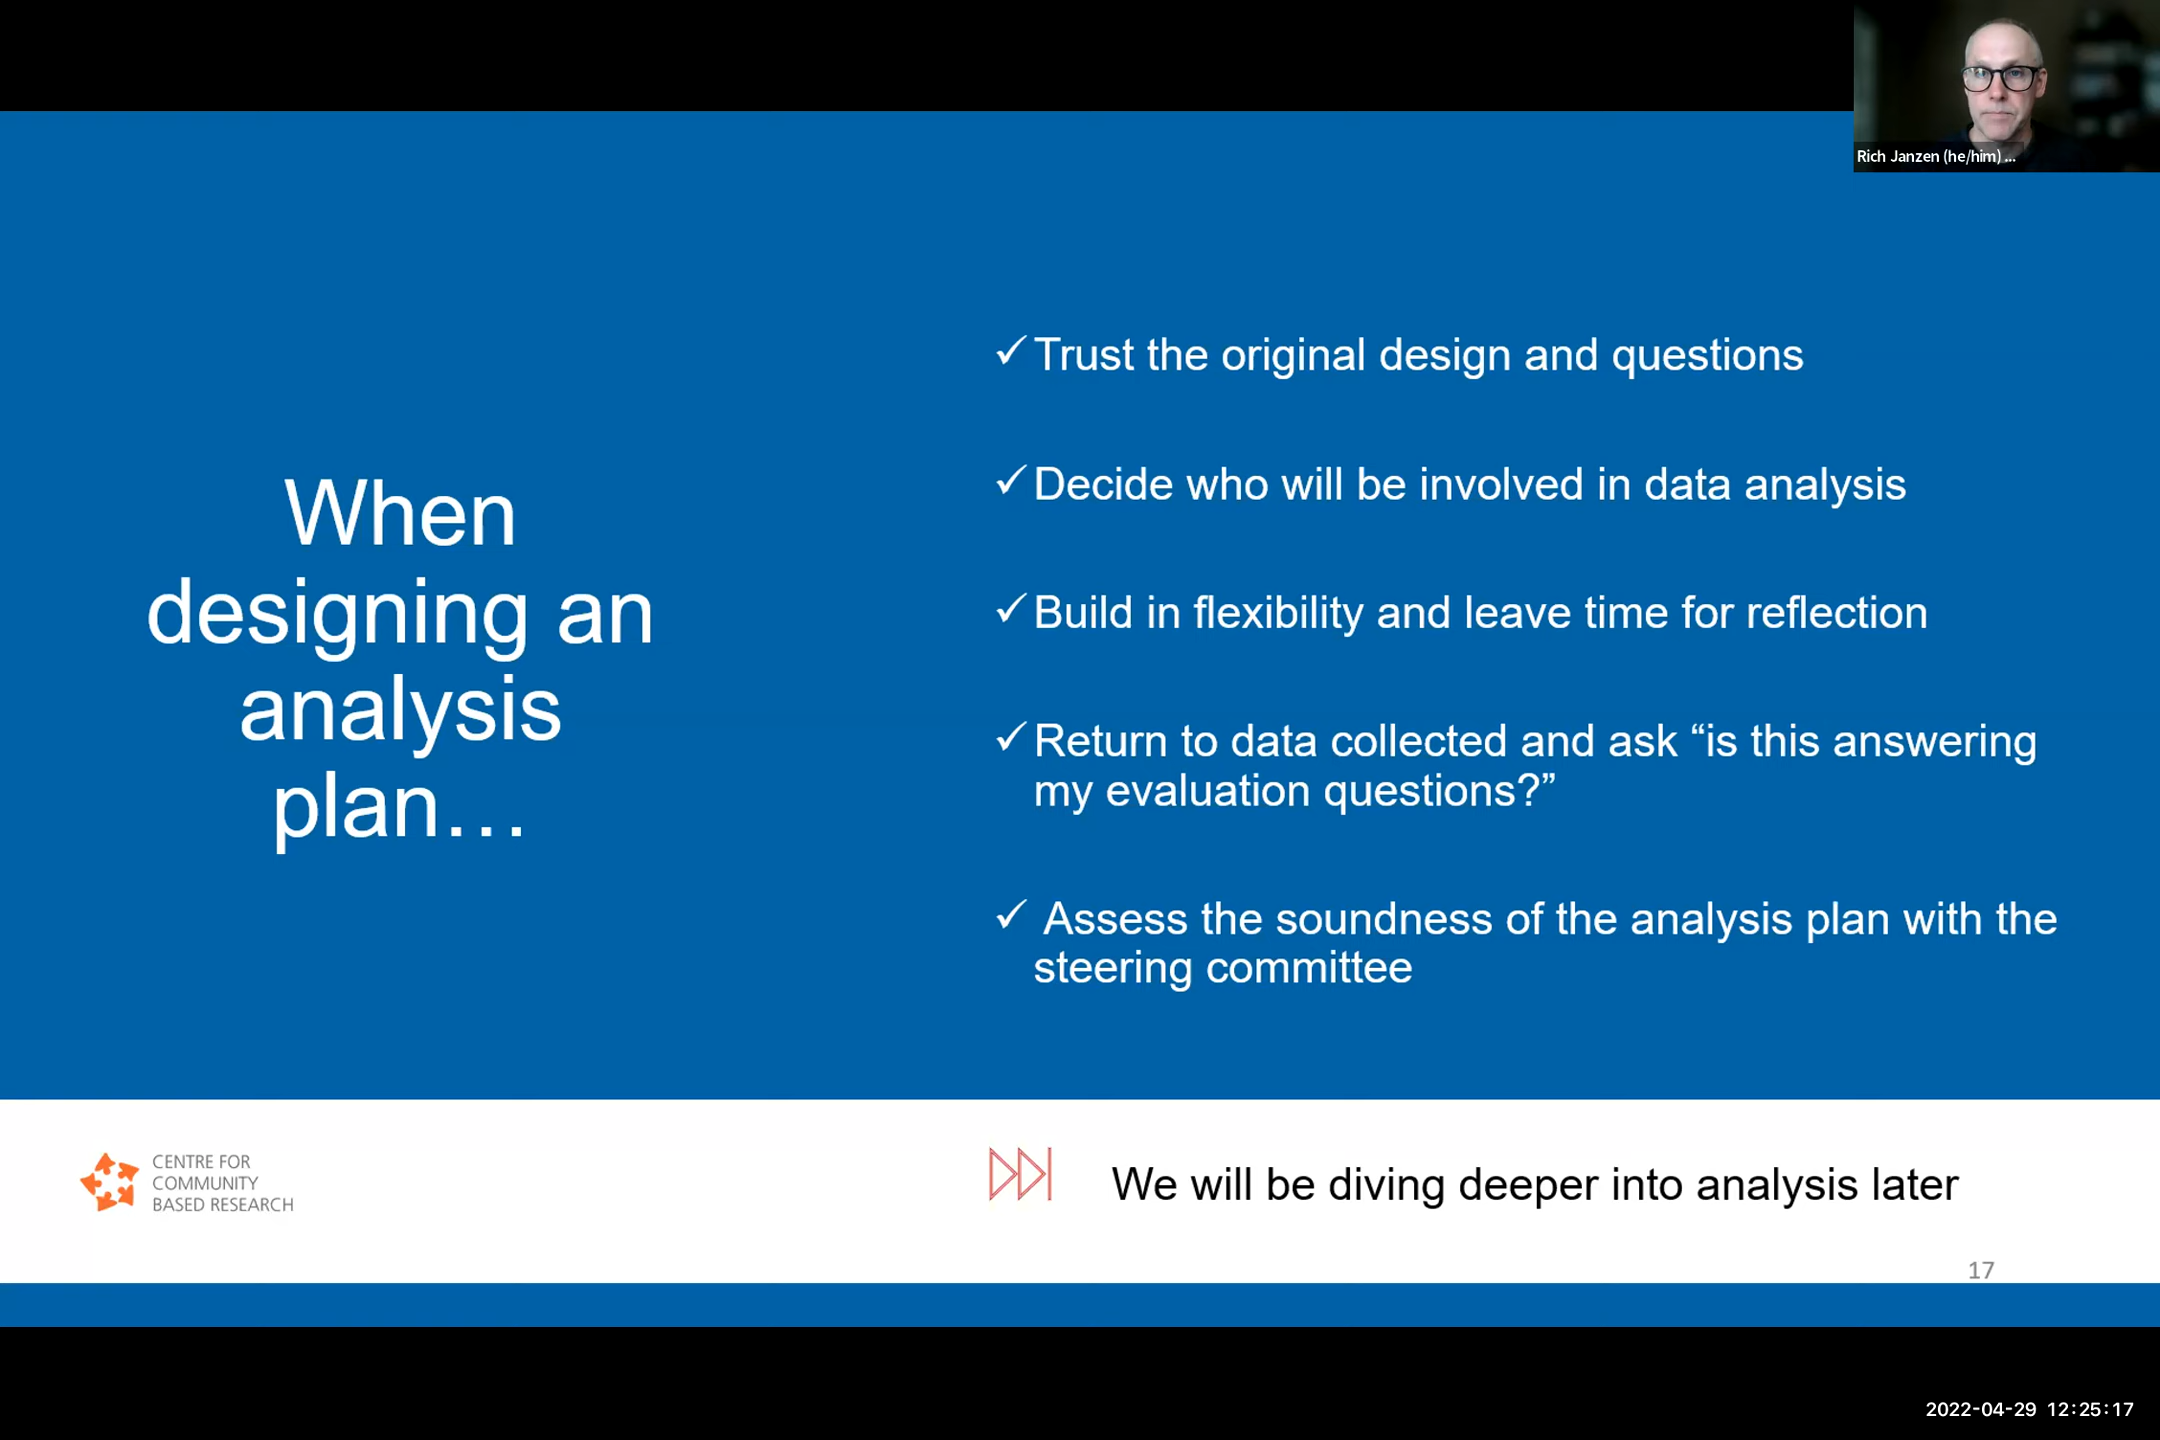 Rich Janzen (he/him) ...
When
designing an
analysis
plan…
✓ Trust the original design and questions
✓ Decide who will be involved in data analysis
✓ Build in flexibility and leave time for reflection
✓ Return to data collected and ask “is this answering
my evaluation questions?”
✓ Assess the soundness of the analysis plan with the
steering committee
CENTRE FOR
COMMUNITY
BASED RESEARCH
We will be diving deeper into analysis later
17
2022-04-29 12:25:17